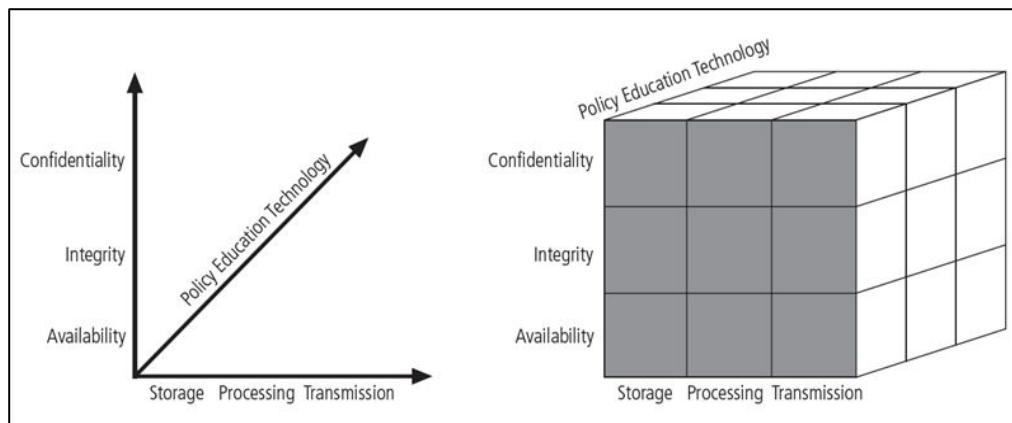 Confidentiality
Integrity
Availability
Policy Education Technology
Storage Processing Transmission
Policy Education Technology
Confidentiality
Integrity
Availability
Storage Processing Transmission